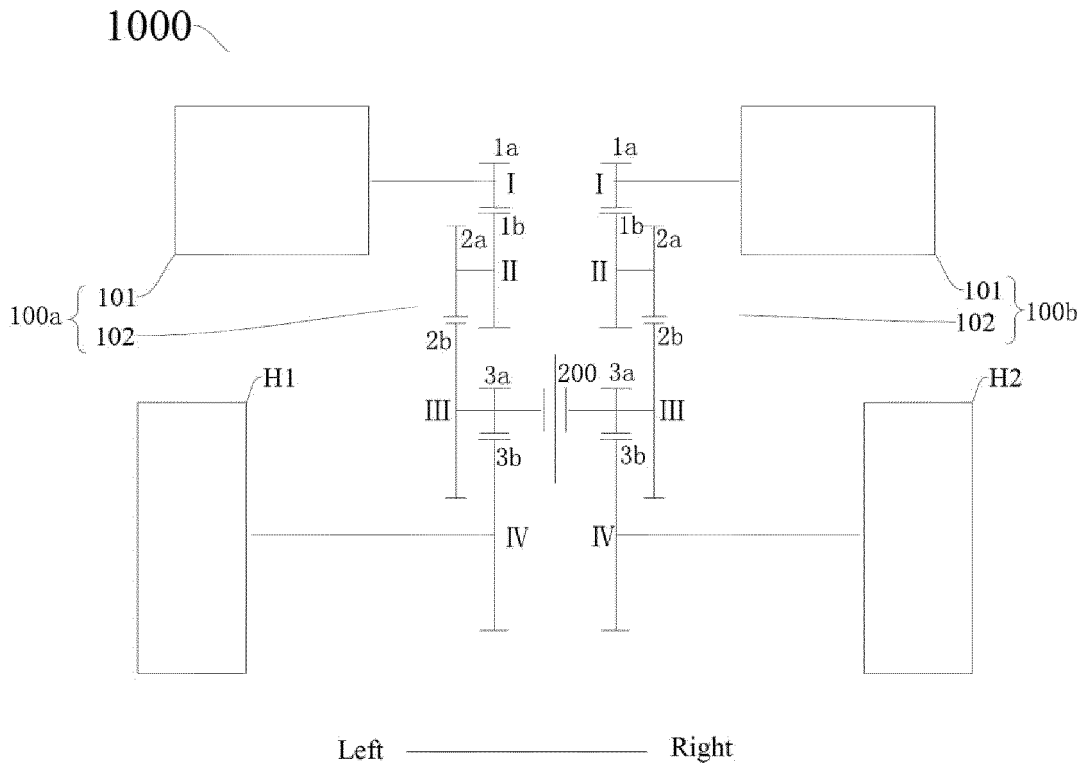 1000
1a 1a
I I
1b 1b
2a 2a
II II
101 101
100a 100b
102 102
2b 2b
H1 3a 200 3a H2
III III
3b 3b
IV IV
Left Right